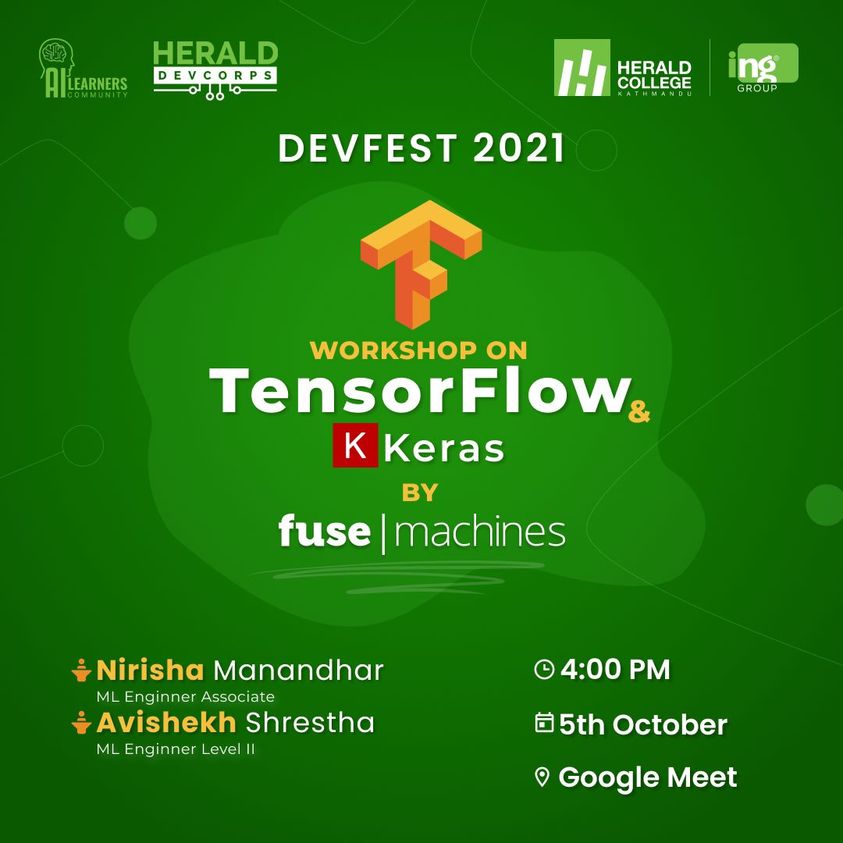 AI LEARNERS
COMMUNITY
HERALD
DEVCORPS
HERALD
COLLEGE
KATHMANDU
ing
GROUP
DEVFEST 2021
WORKSHOP ON
TensorFlow &
K Keras
BY
fuse|machines
Nirisha Manandhar
ML Enginner Associate
Avishekh Shrestha
ML Enginner Level II
4:00 PM
5th October
Google Meet